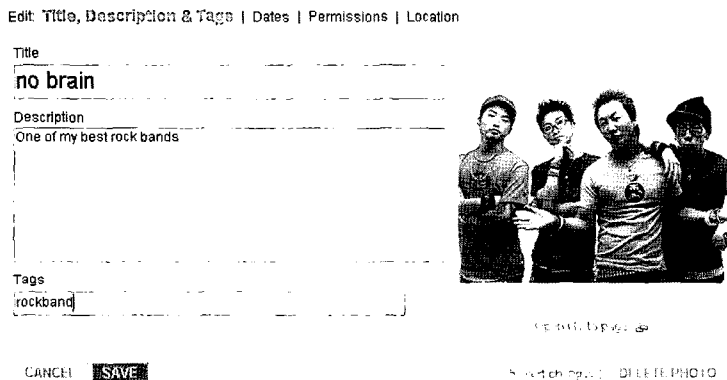 Edit: Title, Description & Tags | Dates | Permissions | Location
Title
no brain
Description
One of my best rock bands
Tags
rockband
CANCEL SAVE
DELETE PHOTO